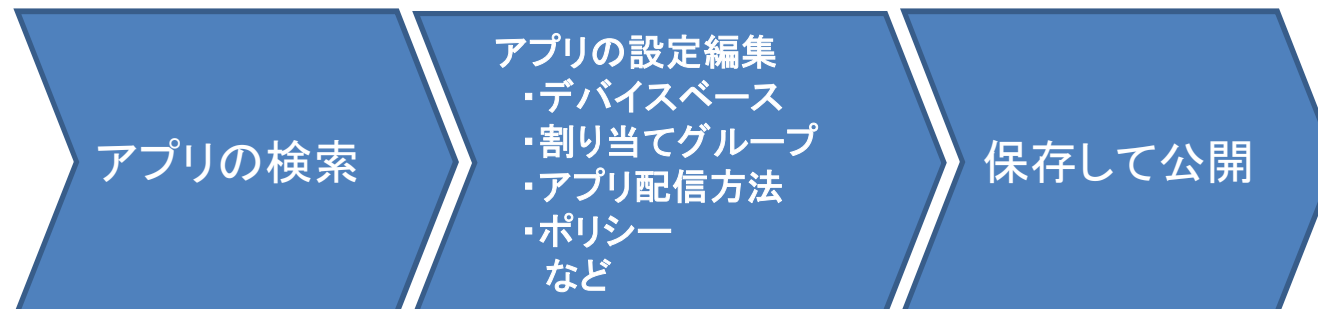 アプリの検索
アプリの設定編集
・デバイスベース
・割り当てグループ
・アプリ配信方法
・ポリシー
など
保存して公開